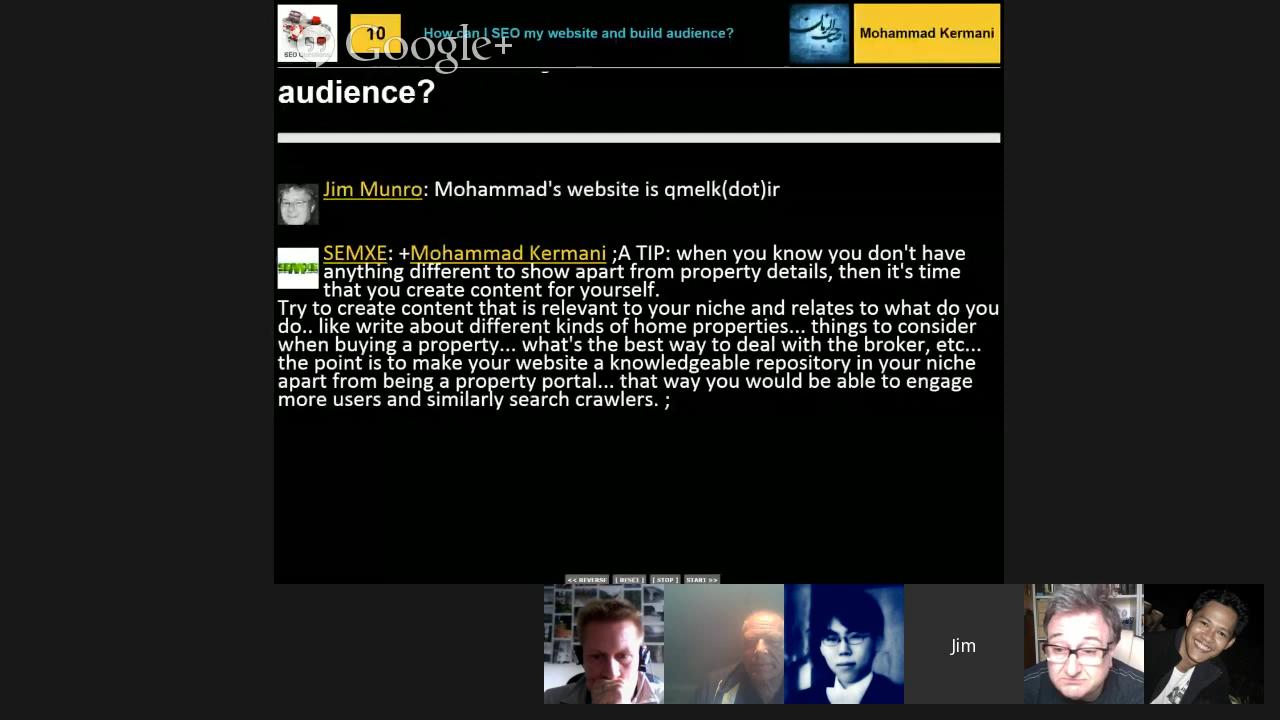 SEO Questions
10
How can I SEO my website and build audience?
Mohammad Kermani
Google+
audience?
Jim Munro: Mohammad's website is qmelk(dot)ir
SEMXE
SEMXE: +Mohammad Kermani ;A TIP: when you know you don't have
anything different to show apart from property details, then it's time
that you create content for yourself.
Try to create content that is relevant to your niche and relates to what do you
do.. like write about different kinds of home properties... things to consider
when buying a property... what's the best way to deal with the broker, etc...
the point is to make your website a knowledgeable repository in your niche
apart from being a property portal... that way you would be able to engage
more users and similarly search crawlers. ;
<< REVERSE [ RESET ] [ STOP ] START >>
Jim